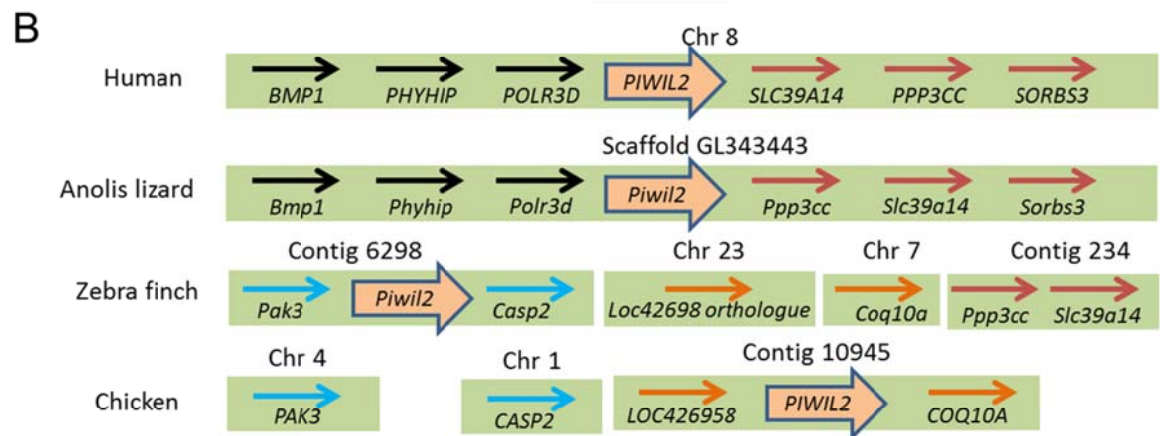 B
Chr 8
Human
BMP1 PHYHIP POLR3D PIWIL2 SLC39A14 PPP3CC SORBS3
Scaffold GL343443
Anolis lizard
Bmp1 Phyhip Polr3d Piwil2 Ppp3cc Slc39a14 Sorbs3
Contig 6298 Chr 23 Chr 7 Contig 234
Zebra finch
Pak3 Piwil2 Casp2 Loc42698 orthologue Coq10a Ppp3cc Slc39a14
Chr 4 Chr 1 Contig 10945
Chicken
PAK3 CASP2 LOC426958 PIWIL2 COQ10A